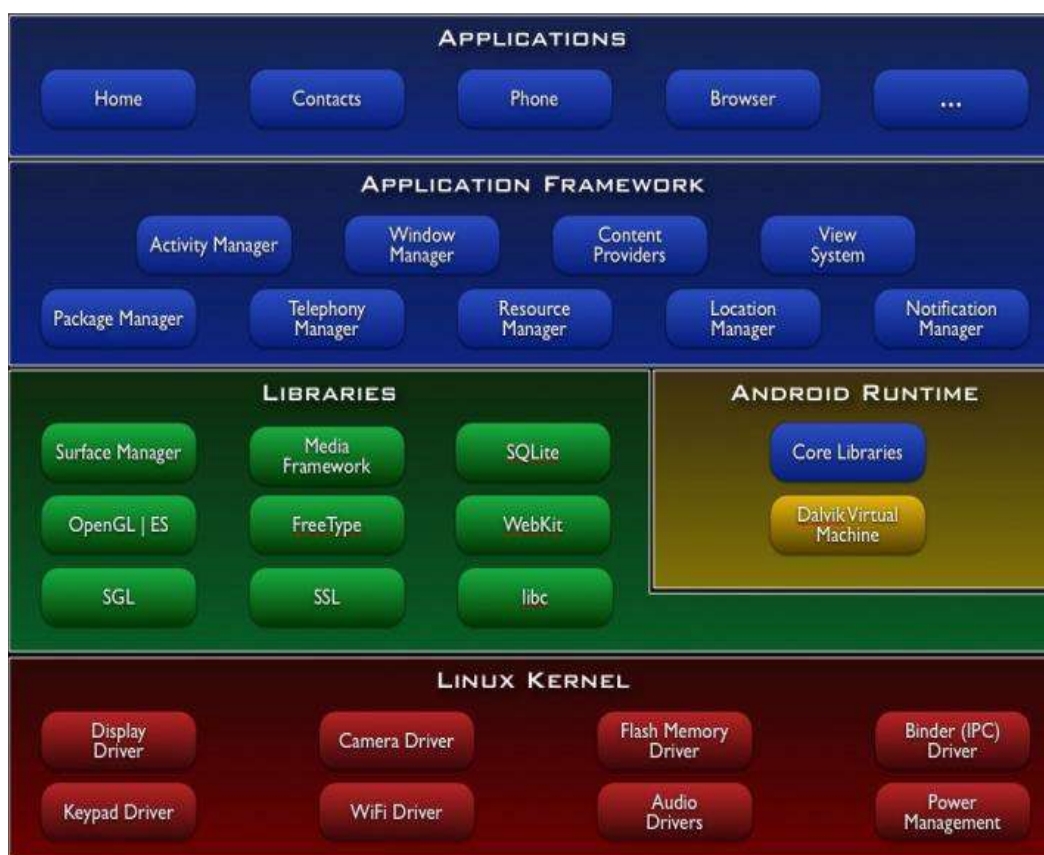 APPLICATIONS
Home
Contacts
Phone
Browser
...
APPLICATION FRAMEWORK
Activity Manager
Window
Manager
Content
Providers
View
System
Package Manager
Telephony
Manager
Resource
Manager
Location
Manager
Notification
Manager
LIBRARIES
Surface Manager
Media
Framework
SQLite
OpenGL | ES
FreeType
WebKit
SGL
SSL
libc
ANDROID RUNTIME
Core Libraries
Dalvik Virtual
Machine
LINUX KERNEL
Display
Driver
Camera Driver
Flash Memory
Driver
Binder (IPC)
Driver
Keypad Driver
WiFi Driver
Audio
Drivers
Power
Management